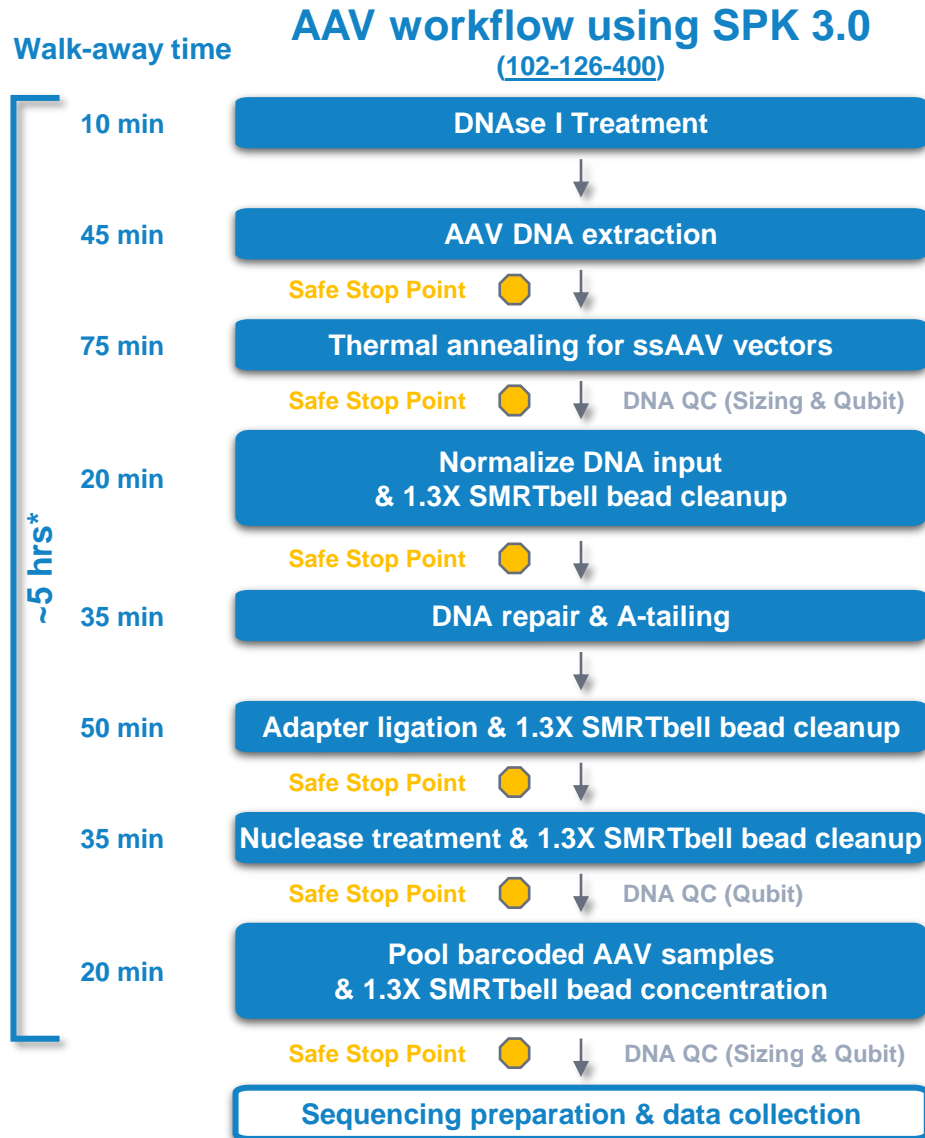 AAV workflow using SPK 3.0
Walk-away time
(102-126-400)
10 min
DNAse I Treatment
45 min
AAV DNA extraction
Safe Stop Point
75 min
Thermal annealing for ssAAV vectors
Safe Stop Point
DNA QC (Sizing & Qubit)
20 min
Normalize DNA input
& 1.3X SMRTbell bead cleanup
~5 hrs*
Safe Stop Point
35 min
DNA repair & A-tailing
50 min
Adapter ligation & 1.3X SMRTbell bead cleanup
Safe Stop Point
35 min
Nuclease treatment & 1.3X SMRTbell bead cleanup
Safe Stop Point
DNA QC (Qubit)
20 min
Pool barcoded AAV samples
& 1.3X SMRTbell bead concentration
Safe Stop Point
DNA QC (Sizing & Qubit)
Sequencing preparation & data collection